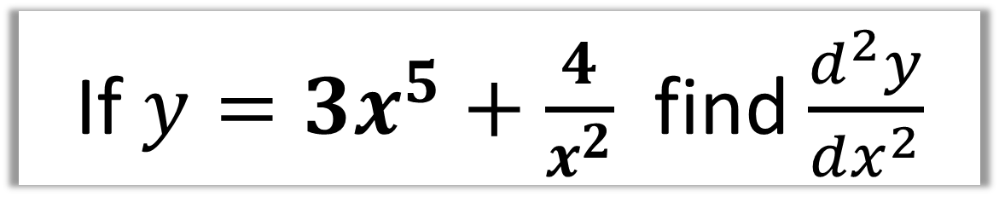 If y = 3x⁵ + 4/x² find d²y/dx²